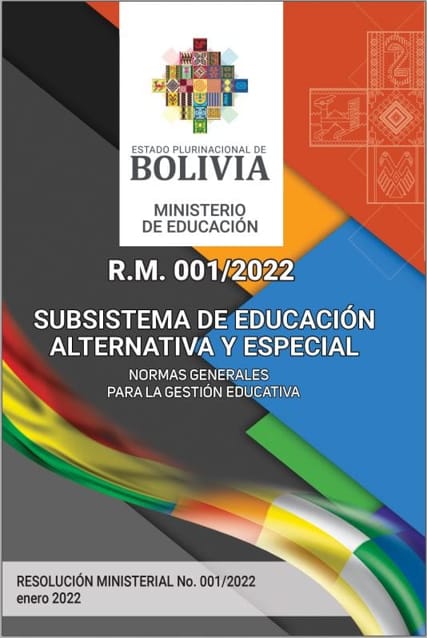 ESTADO PLURINACIONAL DE
BOLIVIA
MINISTERIO
DE EDUCACIÓN
R.M. 001/2022
SUBSISTEMA DE EDUCACIÓN
ALTERNATIVA Y ESPECIAL
NORMAS GENERALES
PARA LA GESTIÓN EDUCATIVA
RESOLUCIÓN MINISTERIAL No. 001/2022
enero 2022